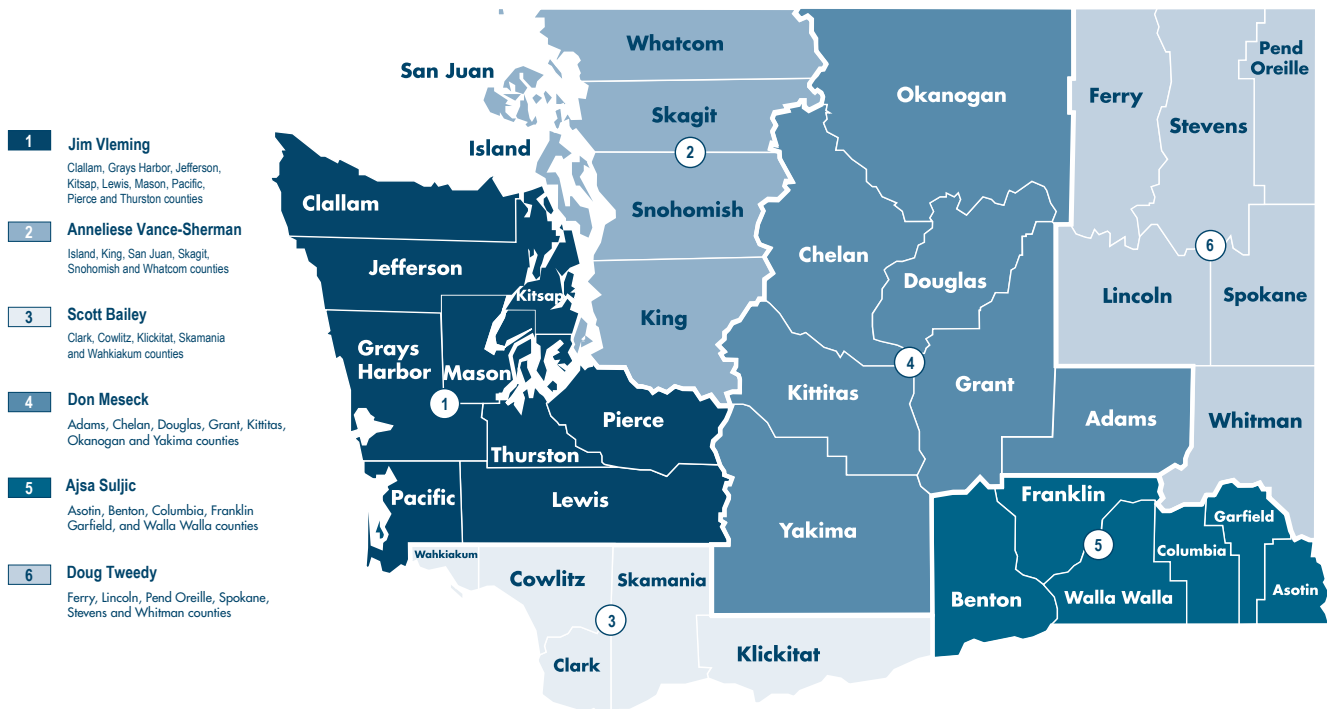 1
Jim Vleming
Clallam, Grays Harbor, Jefferson,
Kitsap, Lewis, Mason, Pacific,
Pierce and Thurston counties
2
Anneliese Vance-Sherman
Island, King, San Juan, Skagit,
Snohomish and Whatcom counties
3
Scott Bailey
Clark, Cowlitz, Klickitat, Skamania
and Wahkiakum counties
4
Don Meseck
Adams, Chelan, Douglas, Grant, Kittitas,
Okanogan and Yakima counties
5
Ajsa Suljic
Asotin, Benton, Columbia, Franklin
Garfield, and Walla Walla counties
6
Doug Tweedy
Ferry, Lincoln, Pend Oreille, Spokane,
Stevens and Whitman counties
Whatcom
San Juan
Skagit
Island
2
Snohomish
King
Clallam
Jefferson
Kitsap
Grays
Harbor
Mason
1
Pierce
Thurston
Pacific
Lewis
Wahkiakum
Cowlitz
Skamania
3
Clark
Klickitat
Okanogan
Chelan
Douglas
4
Kittitas
Grant
Adams
Yakima
Ferry
Stevens
Pend
Oreille
6
Lincoln
Spokane
Whitman
Franklin
5
Benton
Walla Walla
Columbia
Garfield
Asotin